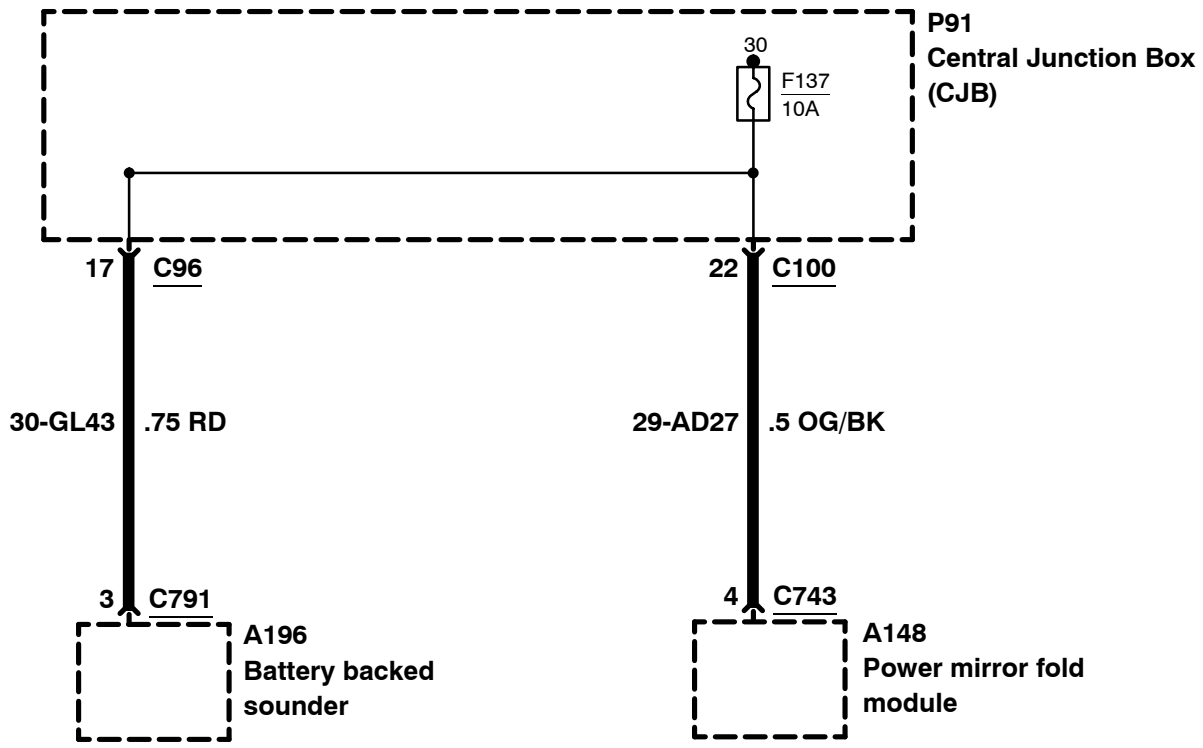 P91
Central Junction Box
(CJB)
30
F137
10A
17 C96
22 C100
30-GL43 .75 RD
29-AD27 .5 OG/BK
3 C791
4 C743
A196
Battery backed
sounder
A148
Power mirror fold
module